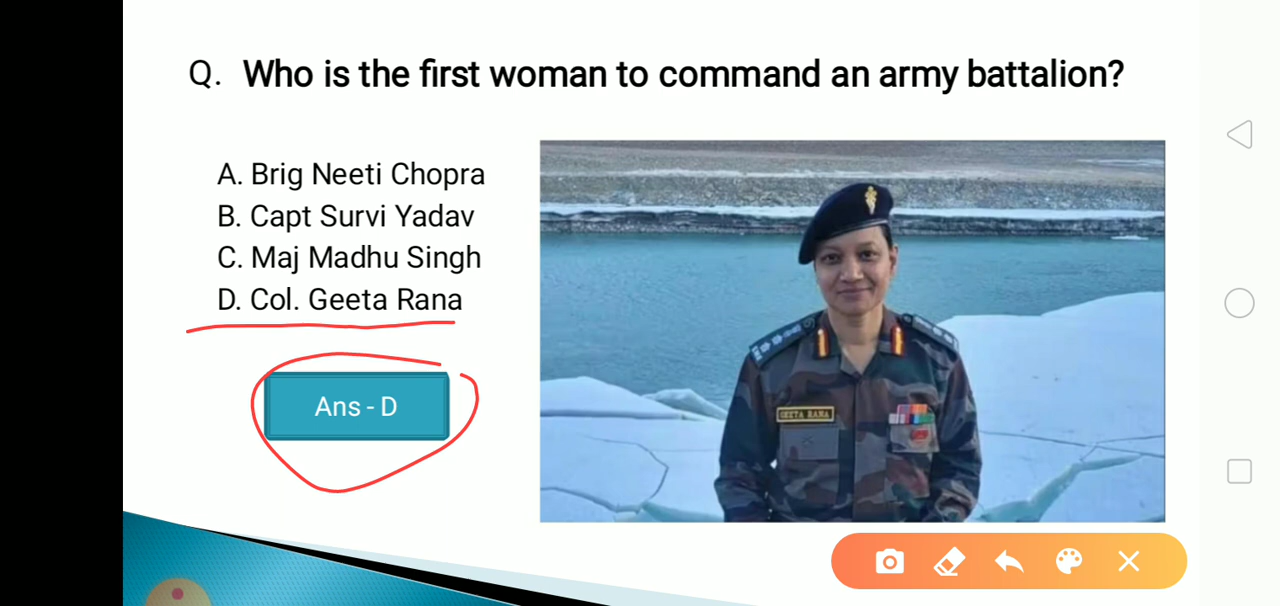 Q. Who is the first woman to command an army battalion?
A. Brig Neeti Chopra
B. Capt Survi Yadav
C. Maj Madhu Singh
D. Col. Geeta Rana
Ans - D
GEETA RANA